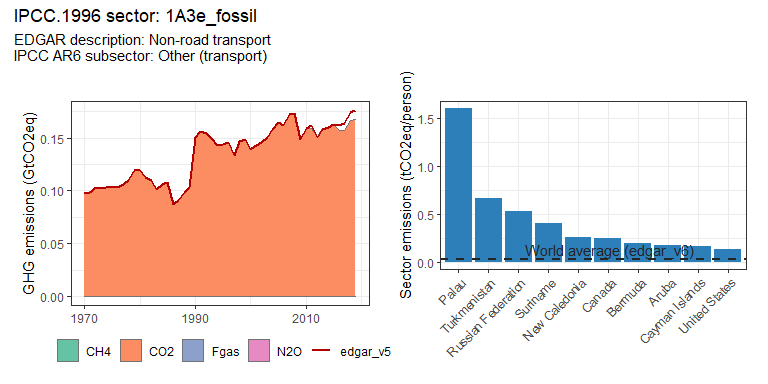 IPCC.1996 sector: 1A3e_fossil
EDGAR description: Non-road transport
IPCC AR6 subsector: Other (transport)
GHG emissions (GtCO2eq)
0.15
0.10
0.05
0.00
1970
1990
2010
CH4
CO2
Fgas
N2O
edgar_v5
Sector emissions (tCO2eq/person)
1.5
1.0
0.5
0.0
World average (edgar_v6)
Palau
Turkmenistan
Russian Federation
Suriname
New Caledonia
Canada
Bermuda
Aruba
Cayman Islands
United States